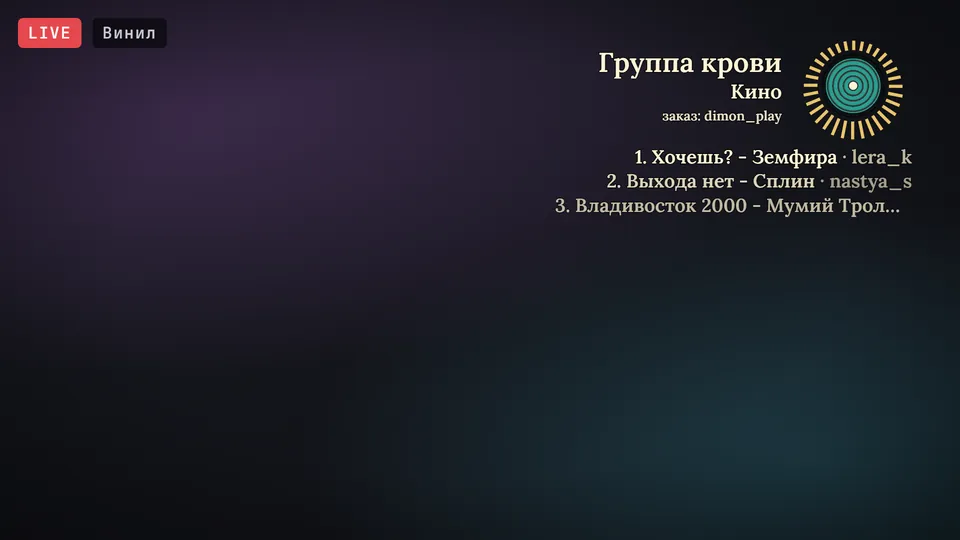 LIVE Винил
Группа крови
Кино
заказ: dimon_play
1. Хочешь? - Земфира · lera_k
2. Выхода нет - Сплин · nastya_s
3. Владивосток 2000 - Мумий Трол...